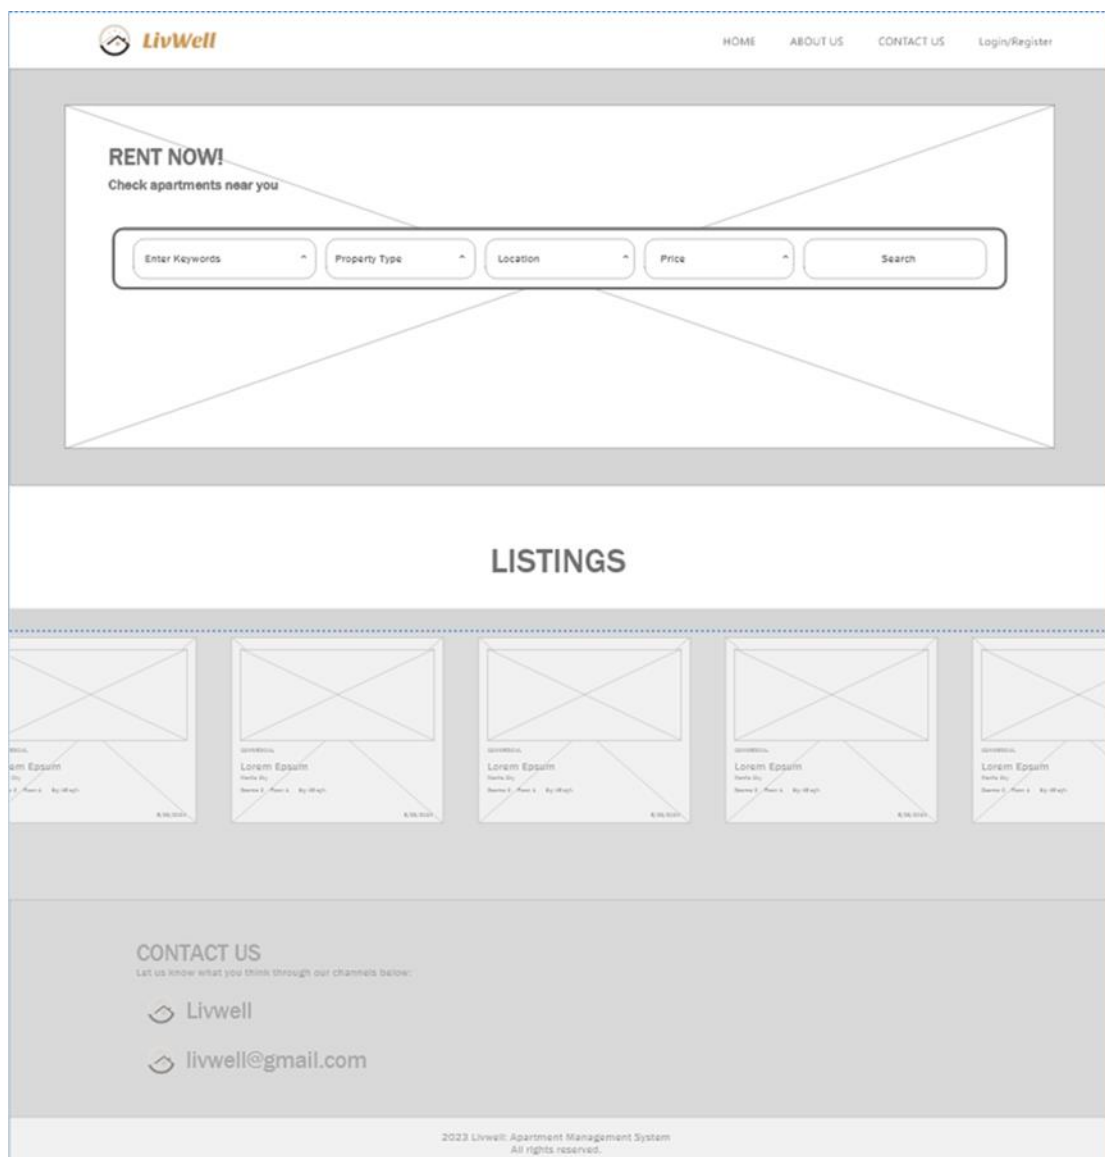 LivWell
HOME ABOUT US CONTACT US Login/Register
RENT NOW!
Check apartments near you
Enter Keywords Property Type Location Price Search
LISTINGS
em Epsum
Lorem Epsum
Lorem Epsum
Lorem Epsum
Lorem Epsum
CONTACT US
Let us know what you think through our channels below:
Livwell
livwell@gmail.com
2023 Livwell: Apartment Management System
All rights reserved.